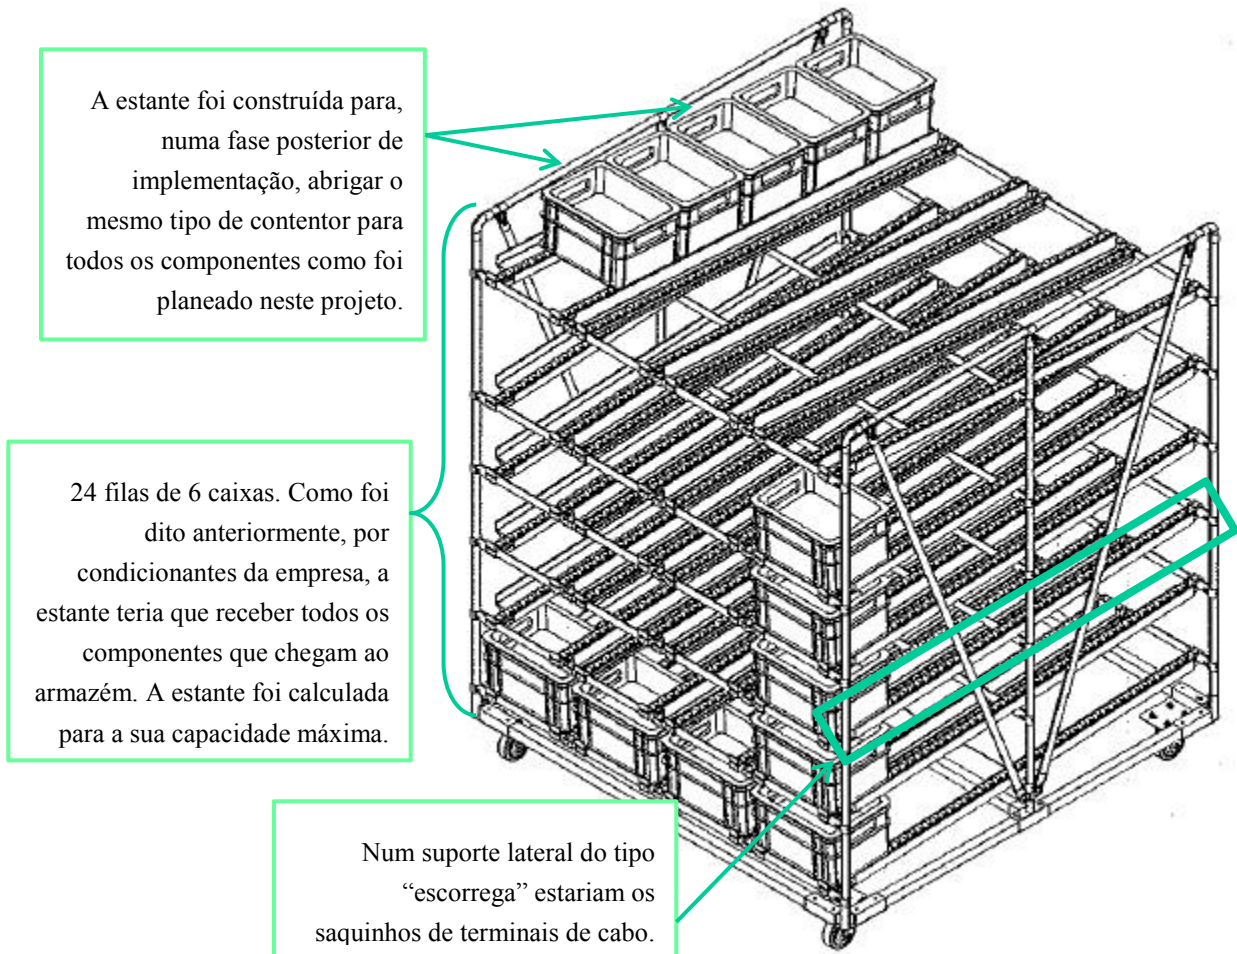 A estante foi construída para,
numa fase posterior de
implementação, abrigar o
mesmo tipo de contentor para
todos os componentes como foi
planeado neste projeto.
24 filas de 6 caixas. Como foi
dito anteriormente, por
condicionantes da empresa, a
estante teria que receber todos os
componentes que chegam ao
armazém. A estante foi calculada
para a sua capacidade máxima.
Num suporte lateral do tipo
“escorrega” estariam os
saquinhos de terminais de cabo.